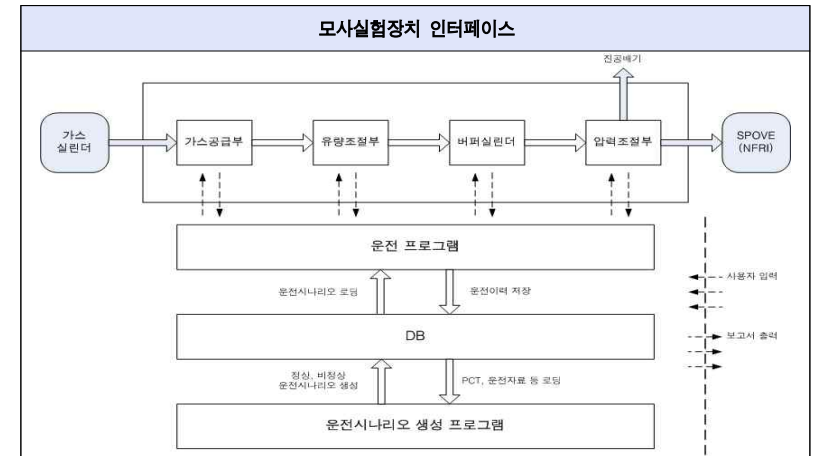 모사실험장치 인터페이스
진공배기
가스
실린더
가스공급부
유량조절부
버퍼실린더
압력조절부
SPOVE
(NFRI)
운전 프로그램
사용자 입력
운전시나리오 로딩
운전이력 저장
DB
보고서 출력
정상, 비정상
운전시나리오 생성
PCT, 운전자료 등 로딩
운전시나리오 생성 프로그램